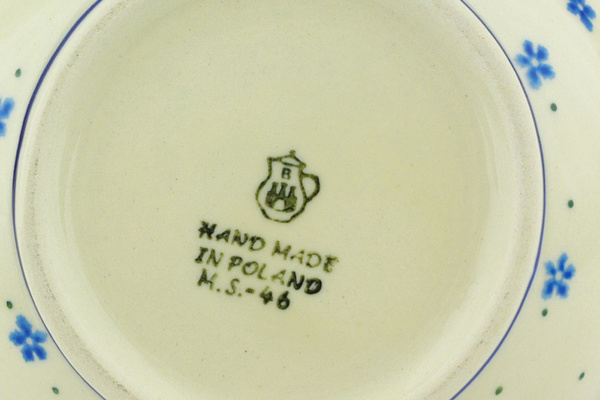 B
HAND MADE
IN POLAND
M.S.-46